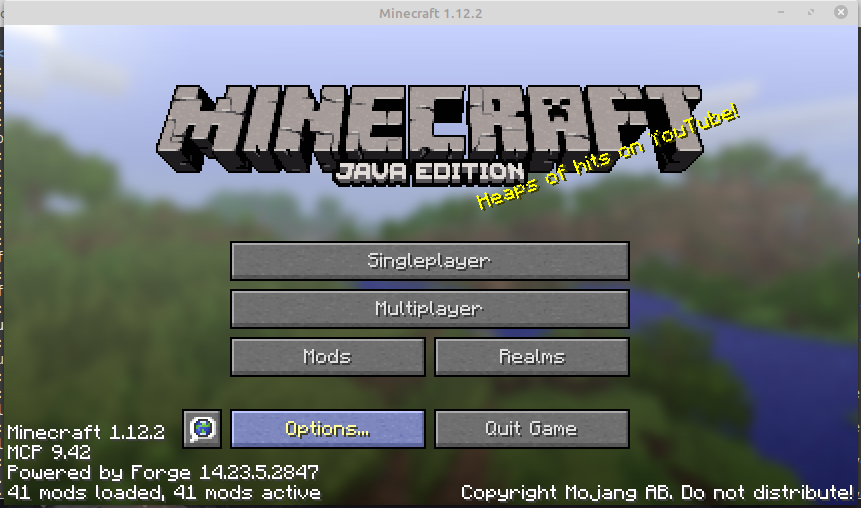 Minecraft 1.12.2
MINECRAFT
JAVA EDITION
Heaps of hits on YouTube!
Singleplayer
Multiplayer
Mods
Realms
Options...
Quit Game
Minecraft 1.12.2
MCP 9.42
Powered by Forge 14.23.5.2847
41 mods loaded, 41 mods active
Copyright Mojang AB. Do not distribute!